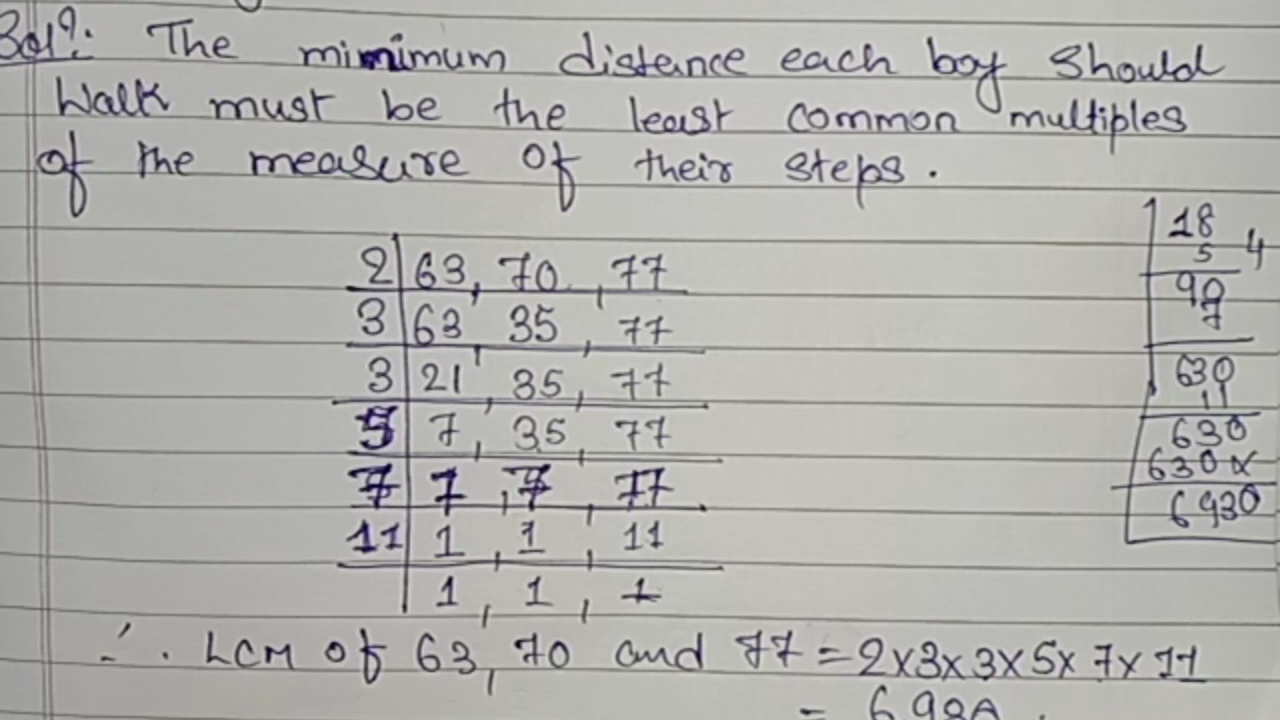 Sol?: The minimum distance each boy should
walk must be the least common multiples
of the measure of their steps.
2 63, 70, 77
3 63, 35, 77
3 21, 35, 77
5 7, 35, 77
7 7, 7, 77
11 1, 1, 11
1, 1, 1
18
5 4
90
7
630
11
630
630x
6930
∴ LCM of 63, 70 and 77 = 2x3x3x5x7x11
= 6930.